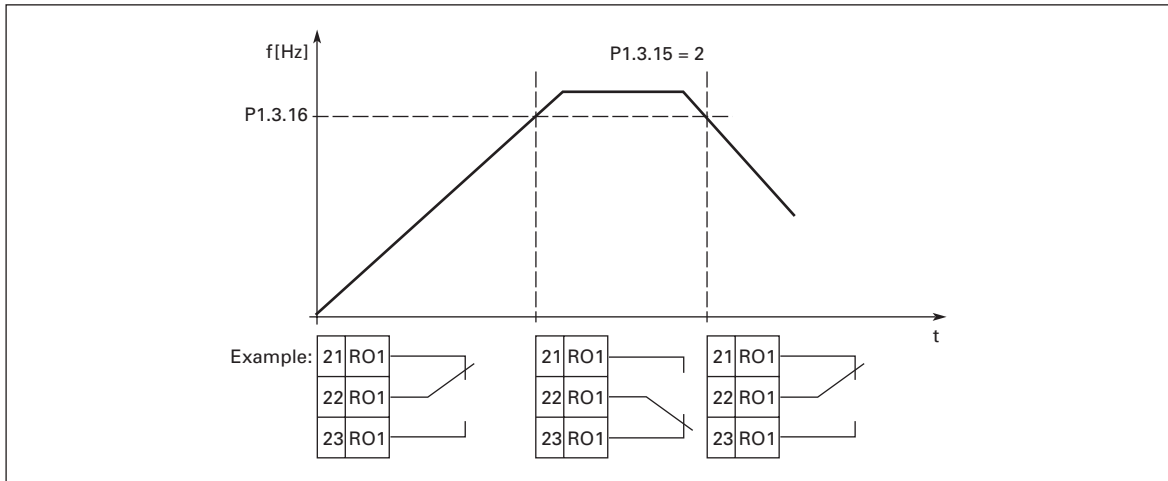 f[Hz]
P1.3.15 = 2
P1.3.16
t
Example:
21 RO1
22 RO1
23 RO1
21 RO1
22 RO1
23 RO1
21 RO1
22 RO1
23 RO1